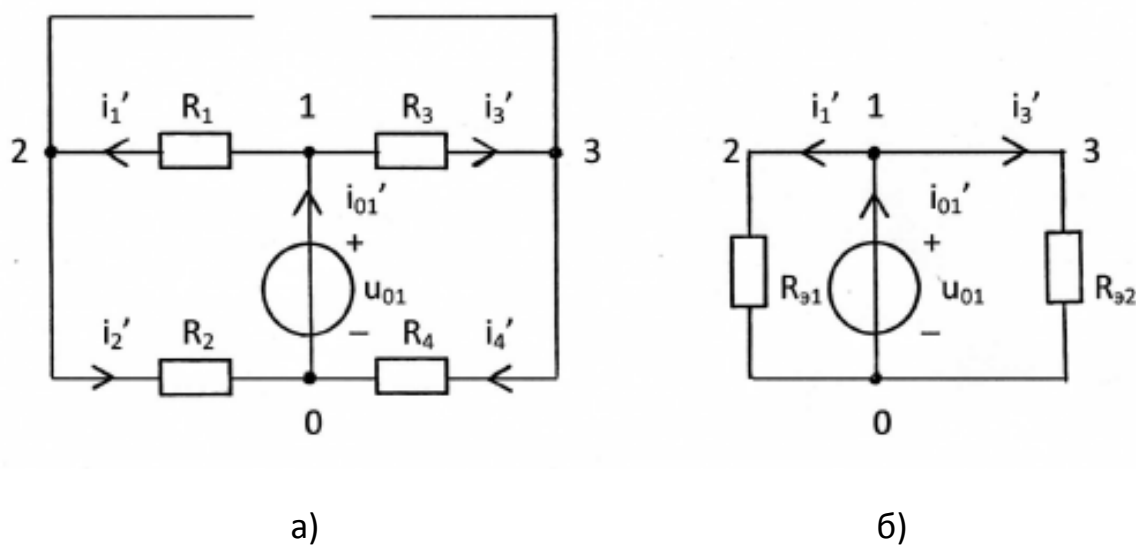 i₁’ R₁ 1 R₃ i₃’
2 3
i₀₁’
+
u₀₁
–
i₂’ R₂ R₄ i₄’
0
а)
i₁’ 1 i₃’
2 3
i₀₁’
+
Rэ1 u₀₁ Rэ2
–
0
б)